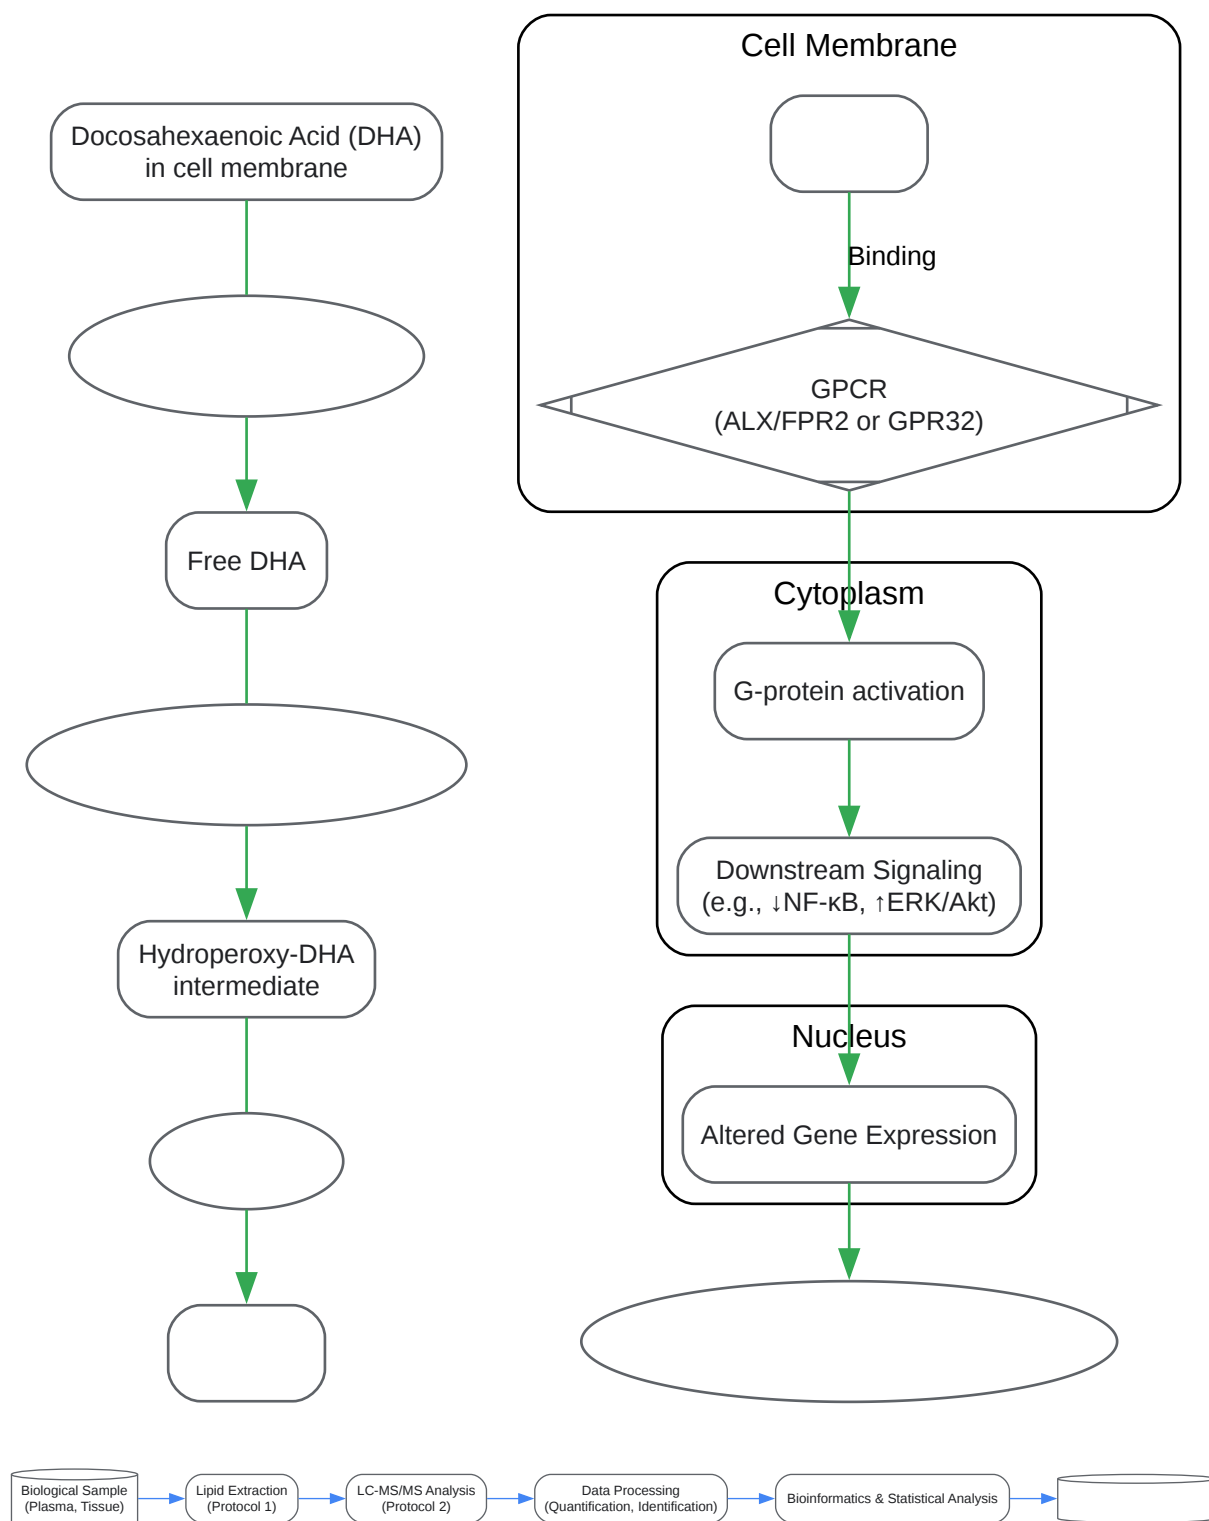 Docosahexaenoic Acid (DHA)
in cell membrane
Free DHA
Hydroperoxy-DHA
intermediate
Cell Membrane
Binding
GPCR
(ALX/FPR2 or GPR32)
Cytoplasm
G-protein activation
Downstream Signaling
(e.g., ↓NF-κB, ↑ERK/Akt)
Nucleus
Altered Gene Expression
Biological Sample
(Plasma, Tissue)
Lipid Extraction
(Protocol 1)
LC-MS/MS Analysis
(Protocol 2)
Data Processing
(Quantification, Identification)
Bioinformatics & Statistical Analysis